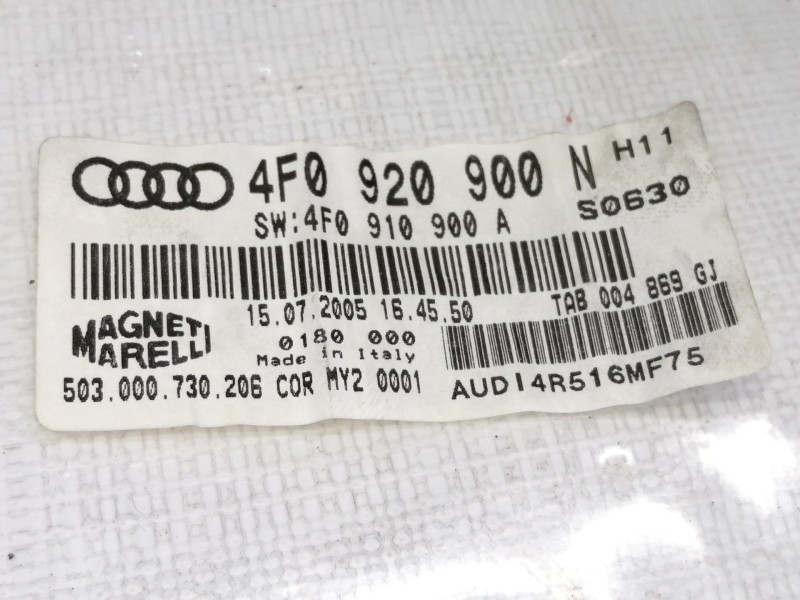 4F0 920 900 N H11
SW:4F0 910 900 A S0630
15.07.2005 16.45.50 TAB 004 869 GJ
MAGNETI
MARELLI
0180 000
Made in Italy
503.000.730.206 COR MY2 0001
AUDI4R516MF75